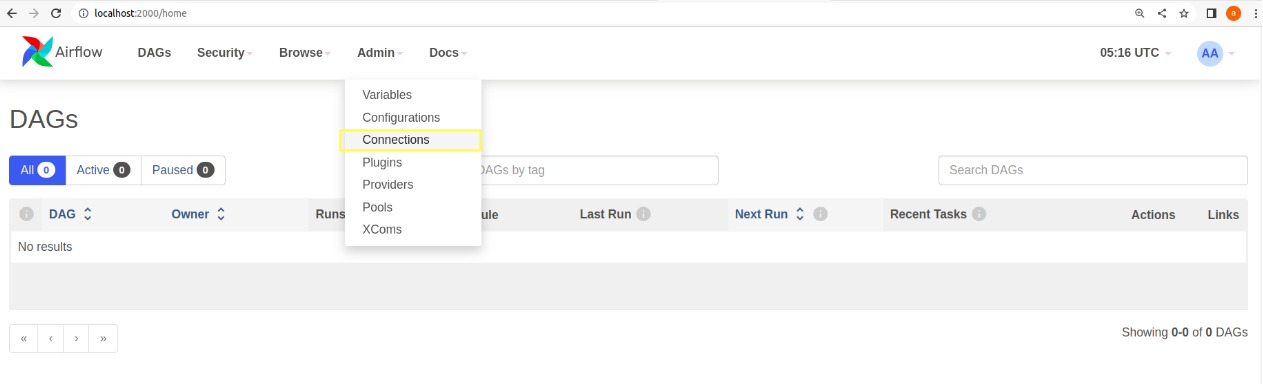 localhost:2000/home
a
Airflow DAGs Security Browse Admin Docs 05:16 UTC AA
Variables
Configurations
Connections
Plugins
Providers
Pools
XComs
DAGs
All 0 Active 0 Paused 0 DAGs by tag Search DAGs
DAG Owner Runs ule Last Run Next Run Recent Tasks Actions Links
No results
« ‹ › » Showing 0-0 of 0 DAGs